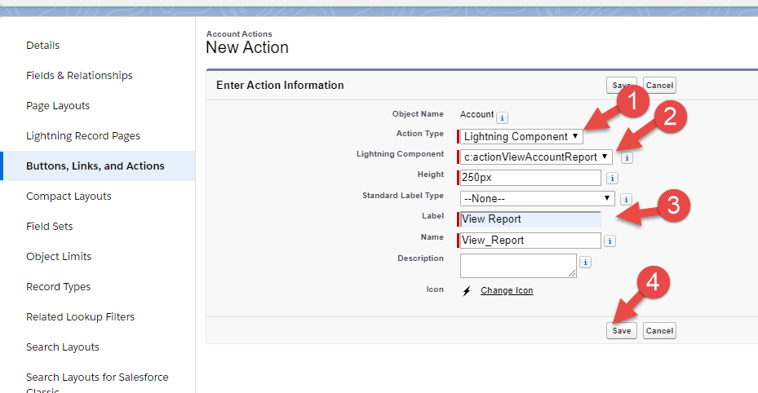 Details
Fields & Relationships
Page Layouts
Lightning Record Pages
Buttons, Links, and Actions
Compact Layouts
Field Sets
Object Limits
Record Types
Related Lookup Filters
Search Layouts
Search Layouts for Salesforce
Classic
Account Actions
New Action
Enter Action Information
Save Cancel
Object Name Account i
Action Type Lightning Component 1
Lightning Component c:actionViewAccountReport i 2
Height 250px i
Standard Label Type --None-- i
Label View Report 3
Name View_Report i
Description i
Icon Change Icon
4
Save Cancel